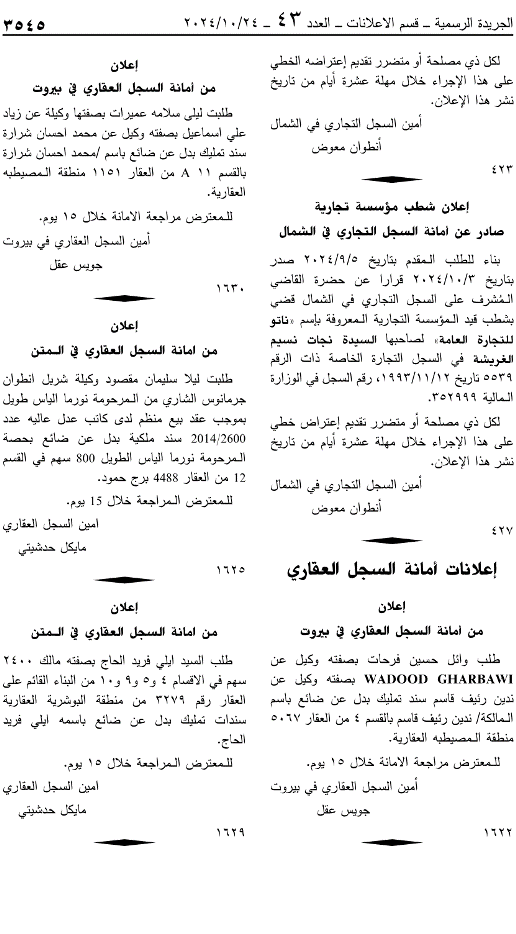 الجريدة الرسمية – قسم الاعلانات – العدد ٤٣ – ٢٠٢٤/١٠/٢٤
٣٥٤٥
لكل ذي مصلحة أو متضرر تقديم إعتراضه الخطي
على هذا الإجراء خلال مهلة عشرة أيام من تاريخ
نشر هذا الإعلان.
أمين السجل التجاري في الشمال
أنطوان معوض
٤٢٣
إعلان شطب مؤسسة تجارية
صادر عن أمانة السجل التجاري في الشمال
بناء للطلب المقدم بتاريخ ٢٠٢٤/٩/٥ صدر
بتاريخ ٢٠٢٤/١٠/٣ قرارا عن حضرة القاضي
المُشرف على السجل التجاري في الشمال قضي
بشطب قيد المؤسسة التجارية المعروفة بإسم «ناتو
للتجارة العامة» لصاحبها السيدة نجات نسيم
الغريشة في السجل التجارة الخاصة ذات الرقم
٥٥٣٩ تاريخ ١٩٩٣/١١/١٢، رقم السجل في الوزارة
المالية ٣٥٢٩٩٩.
لكل ذي مصلحة أو متضرر تقديم إعتراض خطي
على هذا الإجراء خلال مهلة عشرة أيام من تاريخ
نشر هذا الإعلان.
أمين السجل التجاري في الشمال
أنطوان معوض
٤٢٧
إعلانات أمانة السجل العقاري
إعلان
من أمانة السجل العقاري في بيروت
طلب وائل حسين فرحات بصفته وكيل عن
WADOOD GHARBAWI بصفته وكيل عن
ندين رئيف قاسم سند تمليك بدل عن ضائع باسم
المالكة/ ندين رئيف قاسم بالقسم ٤ من العقار ٥٠٦٧
منطقة المصيطبه العقارية.
للمعترض مراجعة الامانة خلال ١٥ يوم.
أمين السجل العقاري في بيروت
جويس عقل
١٦٢٢
إعلان
من أمانة السجل العقاري في بيروت
طلبت ليلى سلامه عميرات بصفتها وكيلة عن زياد
علي اسماعيل بصفته وكيل عن محمد احسان شرارة
سند تمليك بدل عن ضائع باسم /محمد احسان شرارة
بالقسم ١١ A من العقار ١١٥١ منطقة المصيطبه
العقارية.
للمعترض مراجعة الامانة خلال ١٥ يوم.
أمين السجل العقاري في بيروت
جويس عقل
١٦٣٠
إعلان
من امانة السجل العقاري في المتن
طلبت ليلا سليمان مقصود وكيلة شربل انطوان
جرمانوس الشاري من المرحومة نورما الياس طويل
بموجب عقد بيع منظم لدى كاتب عدل عاليه عدد
2014/2600 سند ملكية بدل عن ضائع بحصة
المرحومة نورما الياس الطويل 800 سهم في القسم
12 من العقار 4488 برج حمود.
للمعترض المراجعة خلال 15 يوم.
امين السجل العقاري
مايكل حدشيتي
١٦٢٥
إعلان
من امانة السجل العقاري في المتن
طلب السيد ايلي فريد الحاج بصفته مالك ٢٤٠٠
سهم في الاقسام ٤ و٥ و٩ و١٠ من البناء القائم على
العقار رقم ٣٢٧٩ من منطقة البوشرية العقارية
سندات تمليك بدل عن ضائع باسمه ايلي فريد
الحاج.
للمعترض المراجعة خلال ١٥ يوم.
امين السجل العقاري
مايكل حدشيتي
١٦٢٩